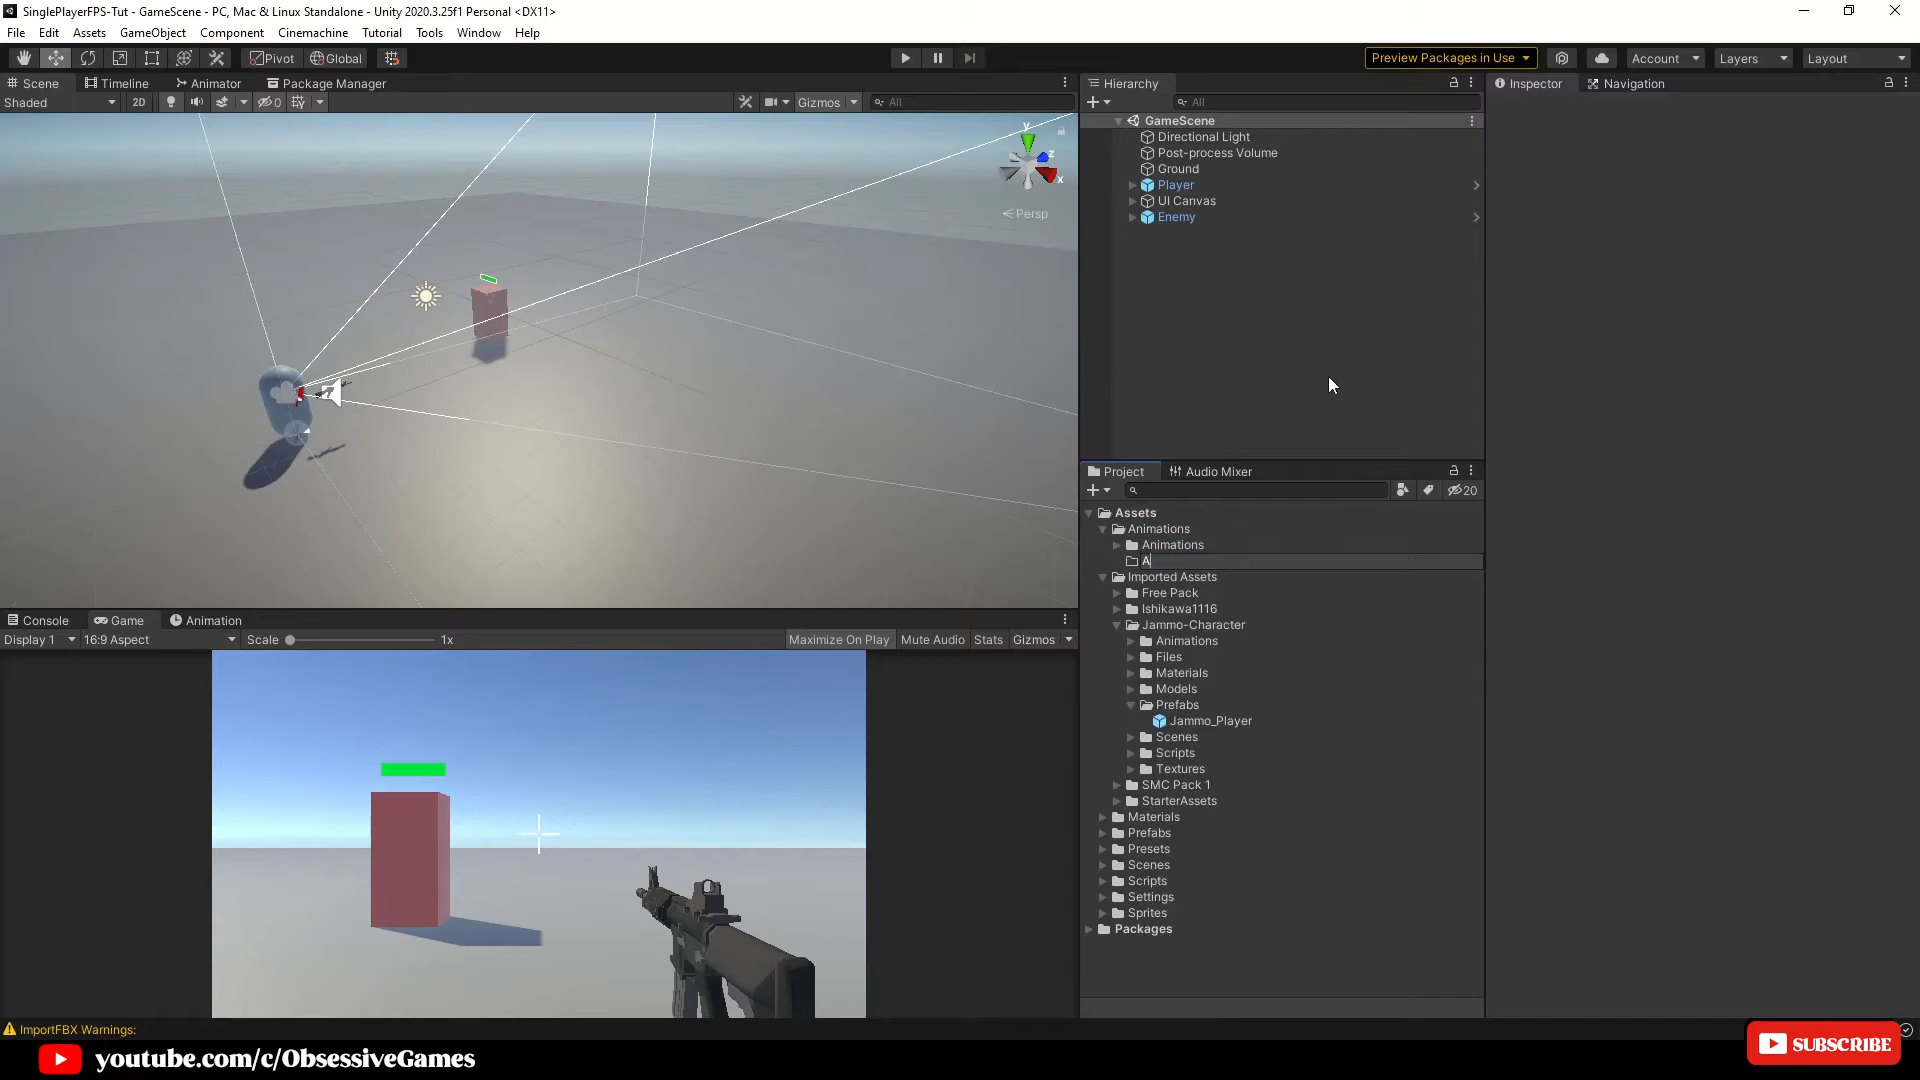 SinglePlayerFPS-Tut - GameScene - PC, Mac & Linux Standalone - Unity 2020.3.25f1 Personal <DX11>
File Edit Assets GameObject Component Cinemachine Tutorial Tools Window Help
Pivot Global Preview Packages in Use Account Layers Layout
Scene Timeline Animator Package Manager
Shaded 2D 0 Gizmos All
y
z
x
Persp
Hierarchy
All
GameScene
Directional Light
Post-process Volume
Ground
Player
UI Canvas
Enemy
Inspector Navigation
Project Audio Mixer
20
Assets
Animations
Animations
A
Imported Assets
Free Pack
Ishikawa1116
Jammo-Character
Animations
Files
Materials
Models
Prefabs
Jammo_Player
Scenes
Scripts
Textures
SMC Pack 1
StarterAssets
Materials
Prefabs
Presets
Scenes
Scripts
Settings
Sprites
Packages
Console Game Animation
Display 1 16:9 Aspect Scale 1x Maximize On Play Mute Audio Stats Gizmos
ImportFBX Warnings:
youtube.com/c/ObsessiveGames
SUBSCRIBE